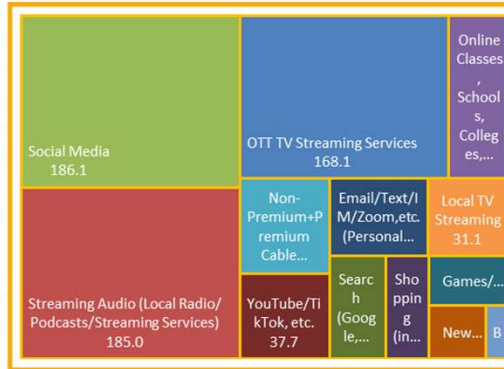 Social Media
186.1
OTT TV Streaming Services
168.1
Online
Classes
,
School
s,
Colleg
es,...
Streaming Audio (Local Radio/
Podcasts/Streaming Services)
185.0
Non-
Premium+P
remium
Cable...
Email/Text/I
M/Zoom,etc.
(Personal...
Local TV
Streaming
31.1
YouTube/Ti
kTok, etc.
37.7
Searc
h
(Googl
e,...
Sho
ppin
g
(in...
Games/...
New...
B